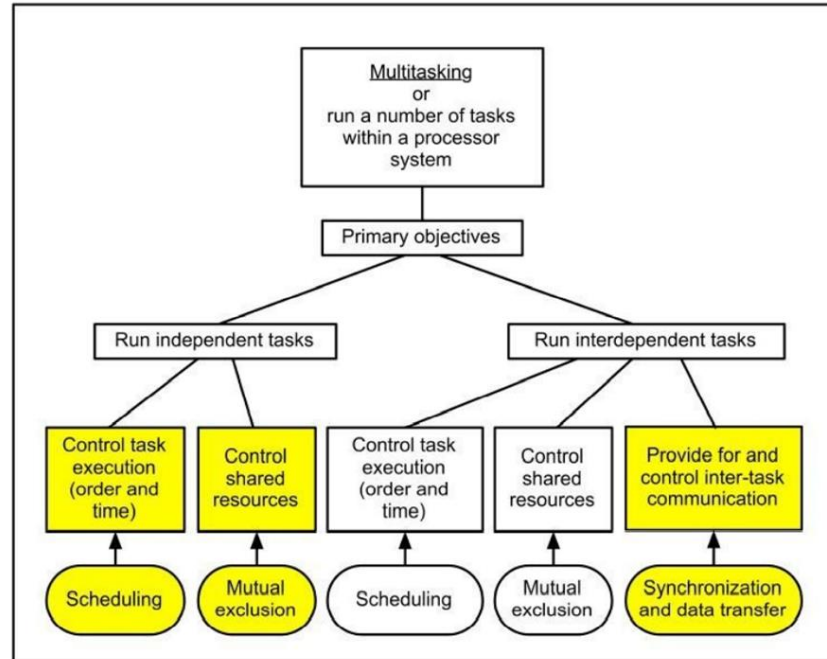 Multitasking
or
run a number of tasks
within a processor
system
Primary objectives
Run independent tasks
Run interdependent tasks
Control task
execution
(order and
time)
Control
shared
resources
Control task
execution
(order and
time)
Control
shared
resources
Provide for and
control inter-task
communication
Scheduling
Mutual
exclusion
Scheduling
Mutual
exclusion
Synchronization
and data transfer